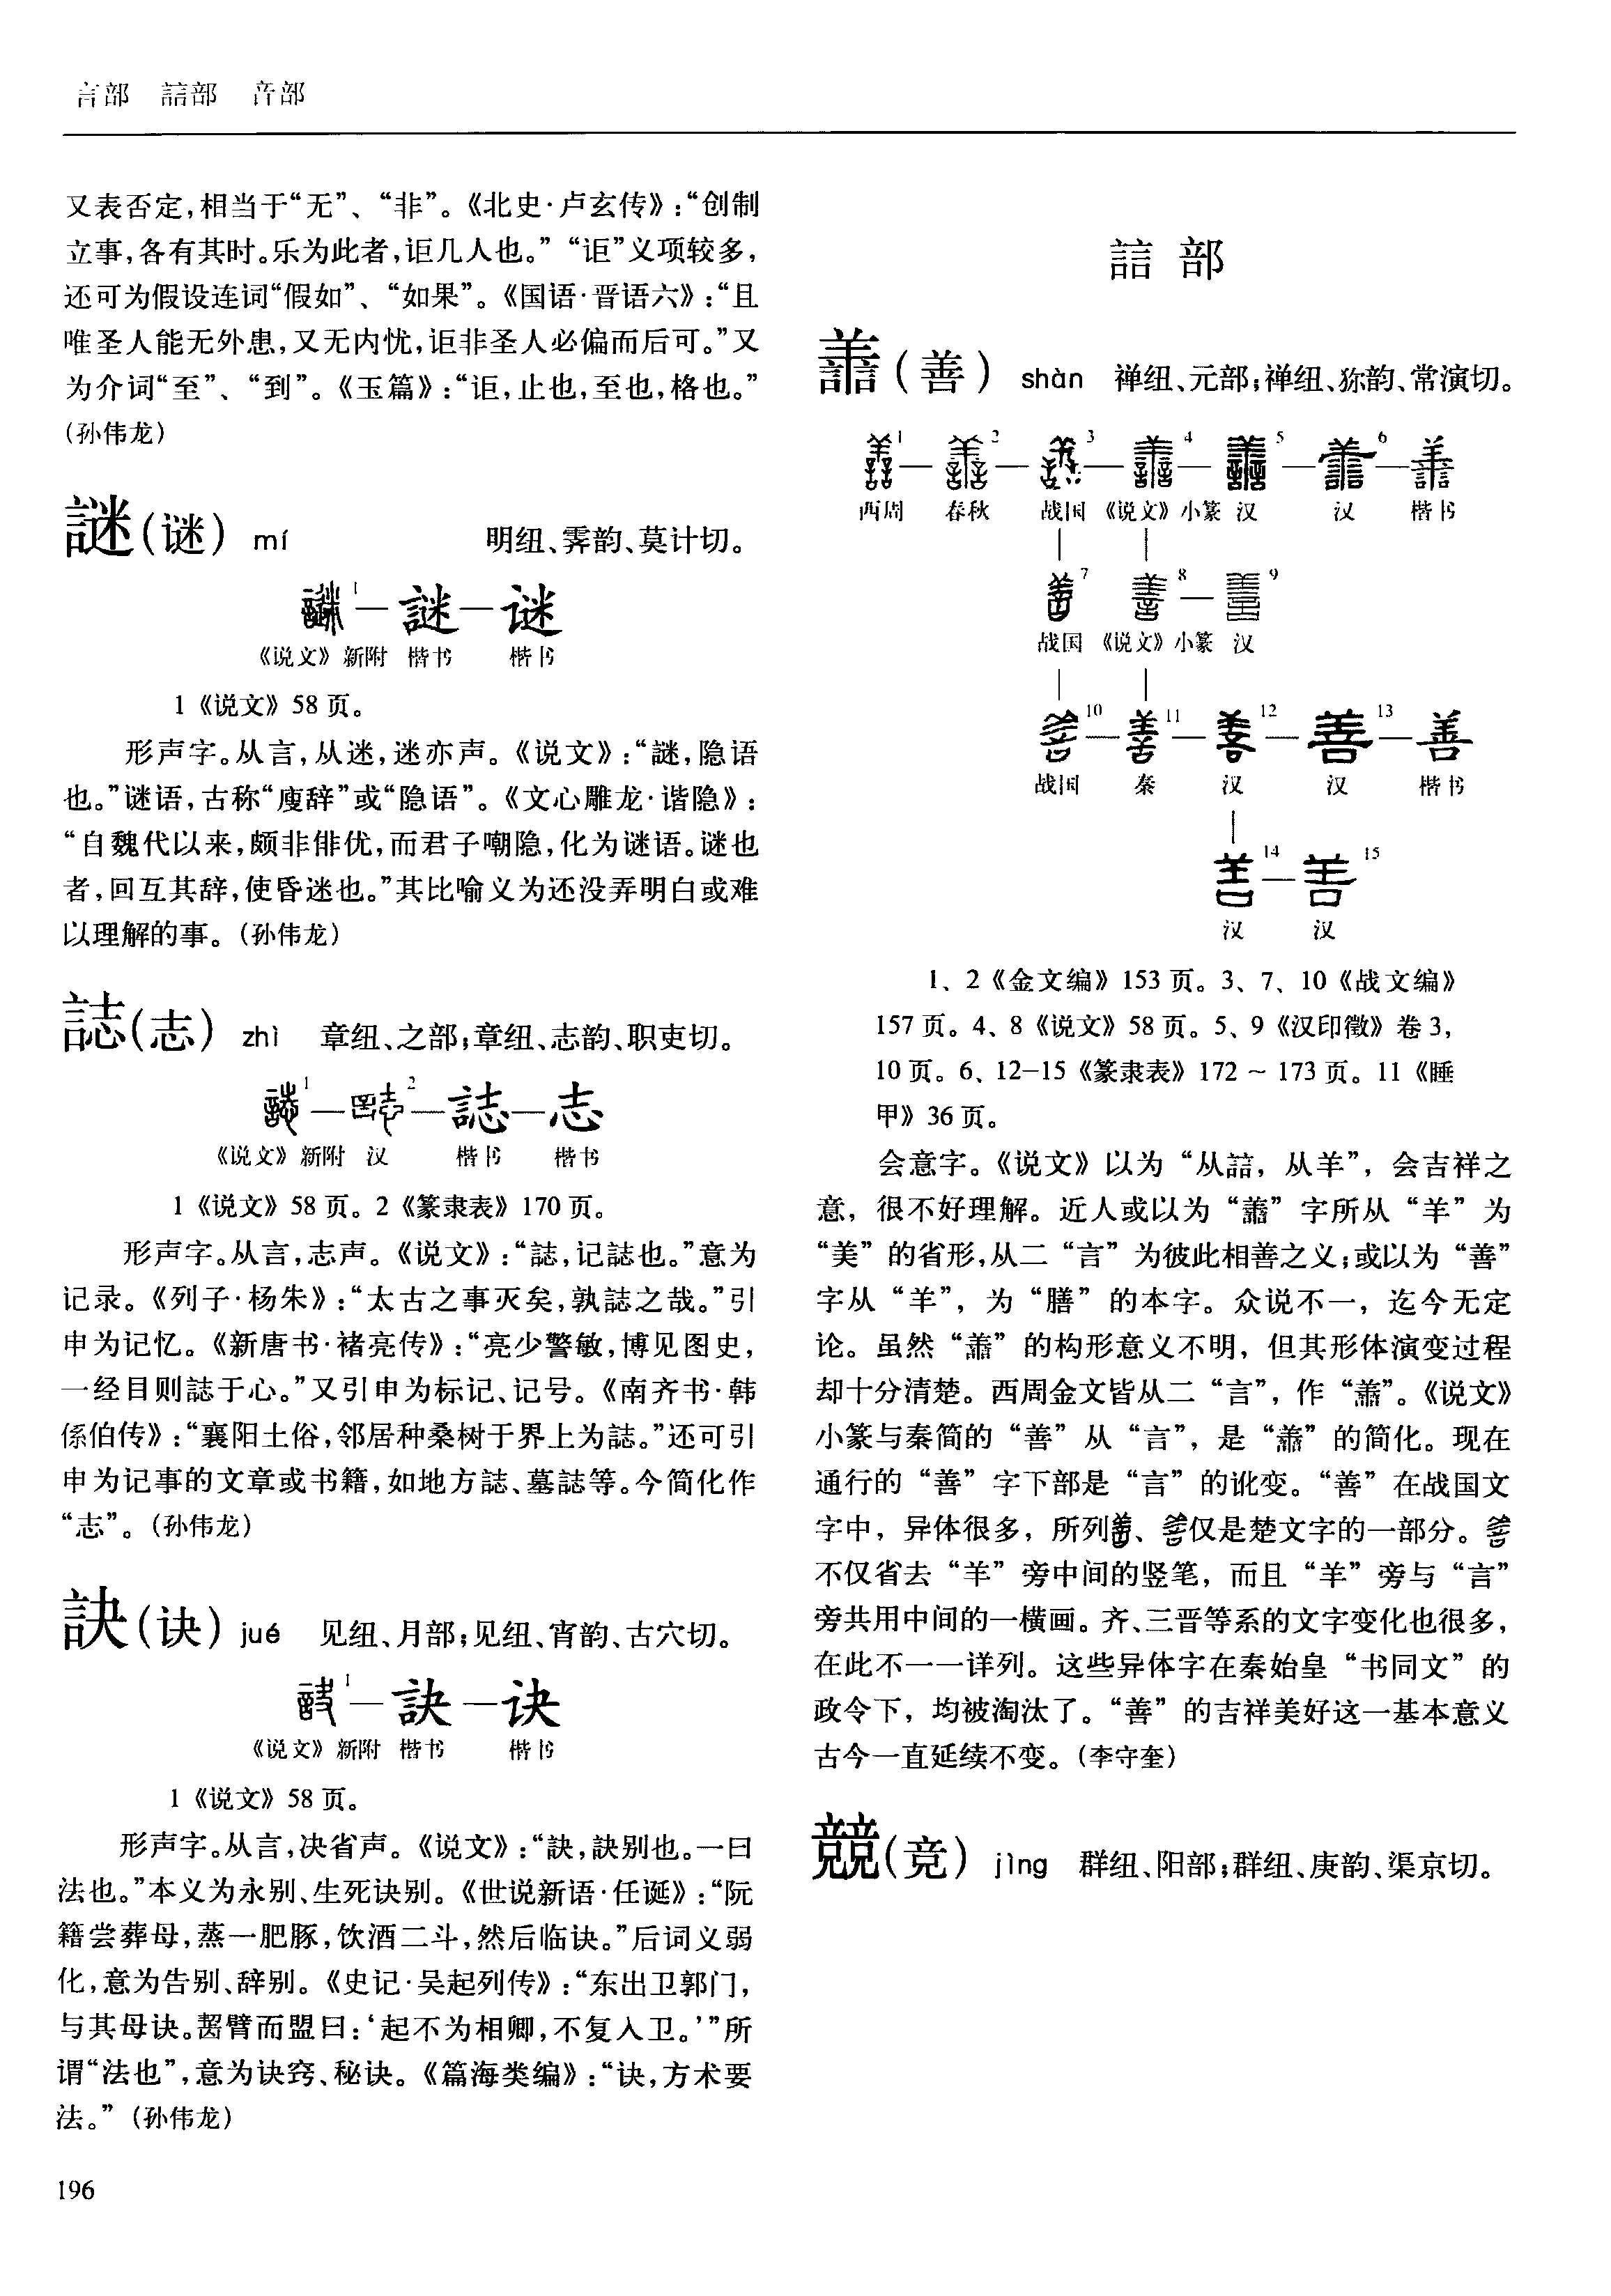 言部　誩部　音部
又表否定,相当于“无”、“非”。《北史·卢玄传》:“创制
立事,各有其时。乐为此者,讵几人也。”“讵”义项较多,
还可为假设连词“假如”、“如果”。《国语·晋语六》:“且
唯圣人能无外患,又无内忧,讵非圣人必偏而后可。”又
为介词“至”、“到”。《玉篇》:“讵,止也,至也,格也。”
(孙伟龙)
謎(谜) mí 明纽、霁韵、莫计切。
1 — 謎 — 谜
《说文》新附 楷书 楷书
1《说文》58页。
形声字。从言,从迷,迷亦声。《说文》:“謎,隐语
也。”谜语,古称“廋辞”或“隐语”。《文心雕龙·谐隐》:
“自魏代以来,颇非俳优,而君子嘲隐,化为谜语。谜也
者,回互其辞,使昏迷也。”其比喻义为还没弄明白或难
以理解的事。(孙伟龙)
誌(志) zhì 章纽、之部;章纽、志韵、职吏切。
1 — 2 — 誌 — 志
《说文》新附 汉 楷书 楷书
1《说文》58页。2《篆隶表》170页。
形声字。从言,志声。《说文》:“誌,记誌也。”意为
记录。《列子·杨朱》:“太古之事灭矣,孰誌之哉。”引
申为记忆。《新唐书·褚亮传》:“亮少警敏,博见图史,
一经目则誌于心。”又引申为标记、记号。《南齐书·韩
係伯传》:“襄阳土俗,邻居种桑树于界上为誌。”还可引
申为记事的文章或书籍,如地方誌、墓誌等。今简化作
“志”。(孙伟龙)
訣(诀) jué 见纽、月部;见纽、宵韵、古穴切。
1 — 訣 — 诀
《说文》新附 楷书 楷书
1《说文》58页。
形声字。从言,决省声。《说文》:“訣,訣别也。一曰
法也。”本义为永别、生死诀别。《世说新语·任诞》:“阮
籍尝葬母,蒸一肥豚,饮酒二斗,然后临诀。”后词义弱
化,意为告别、辞别。《史记·吴起列传》:“东出卫郭门,
与其母诀。齧臂而盟曰:‘起不为相卿,不复入卫。’”所
谓“法也”,意为诀窍、秘诀。《篇海类编》:“诀,方术要
法。”(孙伟龙)
196
誩 部
譱(善) shàn 禅纽、元部;禅纽、狝韵、常演切。
1 — 2 — 3 — 4 — 5 — 6 — 譱
西周 春秋 战国 《说文》小篆 汉 汉 楷书
7 8 — 9
战国 《说文》小篆 汉
10 — 11 — 12 — 13 — 善
战国 秦 汉 汉 楷书
14 — 15
汉 汉
1、2《金文编》153页。3、7、10《战文编》
157页。4、8《说文》58页。5、9《汉印徵》卷3,
10页。6、12-15《篆隶表》172～173页。11《睡
甲》36页。
会意字。《说文》以为“从誩，从羊”，会吉祥之
意，很不好理解。近人或以为“譱”字所从“羊”为
“美”的省形,从二“言”为彼此相善之义;或以为“善”
字从“羊”，为“膳”的本字。众说不一，迄今无定
论。虽然“譱”的构形意义不明，但其形体演变过程
却十分清楚。西周金文皆从二“言”，作“譱”。《说文》
小篆与秦简的“善”从“言”，是“譱”的简化。现在
通行的“善”字下部是“言”的讹变。“善”在战国文
字中，异体很多，所列、仅是楚文字的一部分。
不仅省去“羊”旁中间的竖笔，而且“羊”旁与“言”
旁共用中间的一横画。齐、三晋等系的文字变化也很多，
在此不一一详列。这些异体字在秦始皇“书同文”的
政令下，均被淘汰了。“善”的吉祥美好这一基本意义
古今一直延续不变。(李守奎)
競(竞) jìng 群纽、阳部;群纽、庚韵、渠京切。